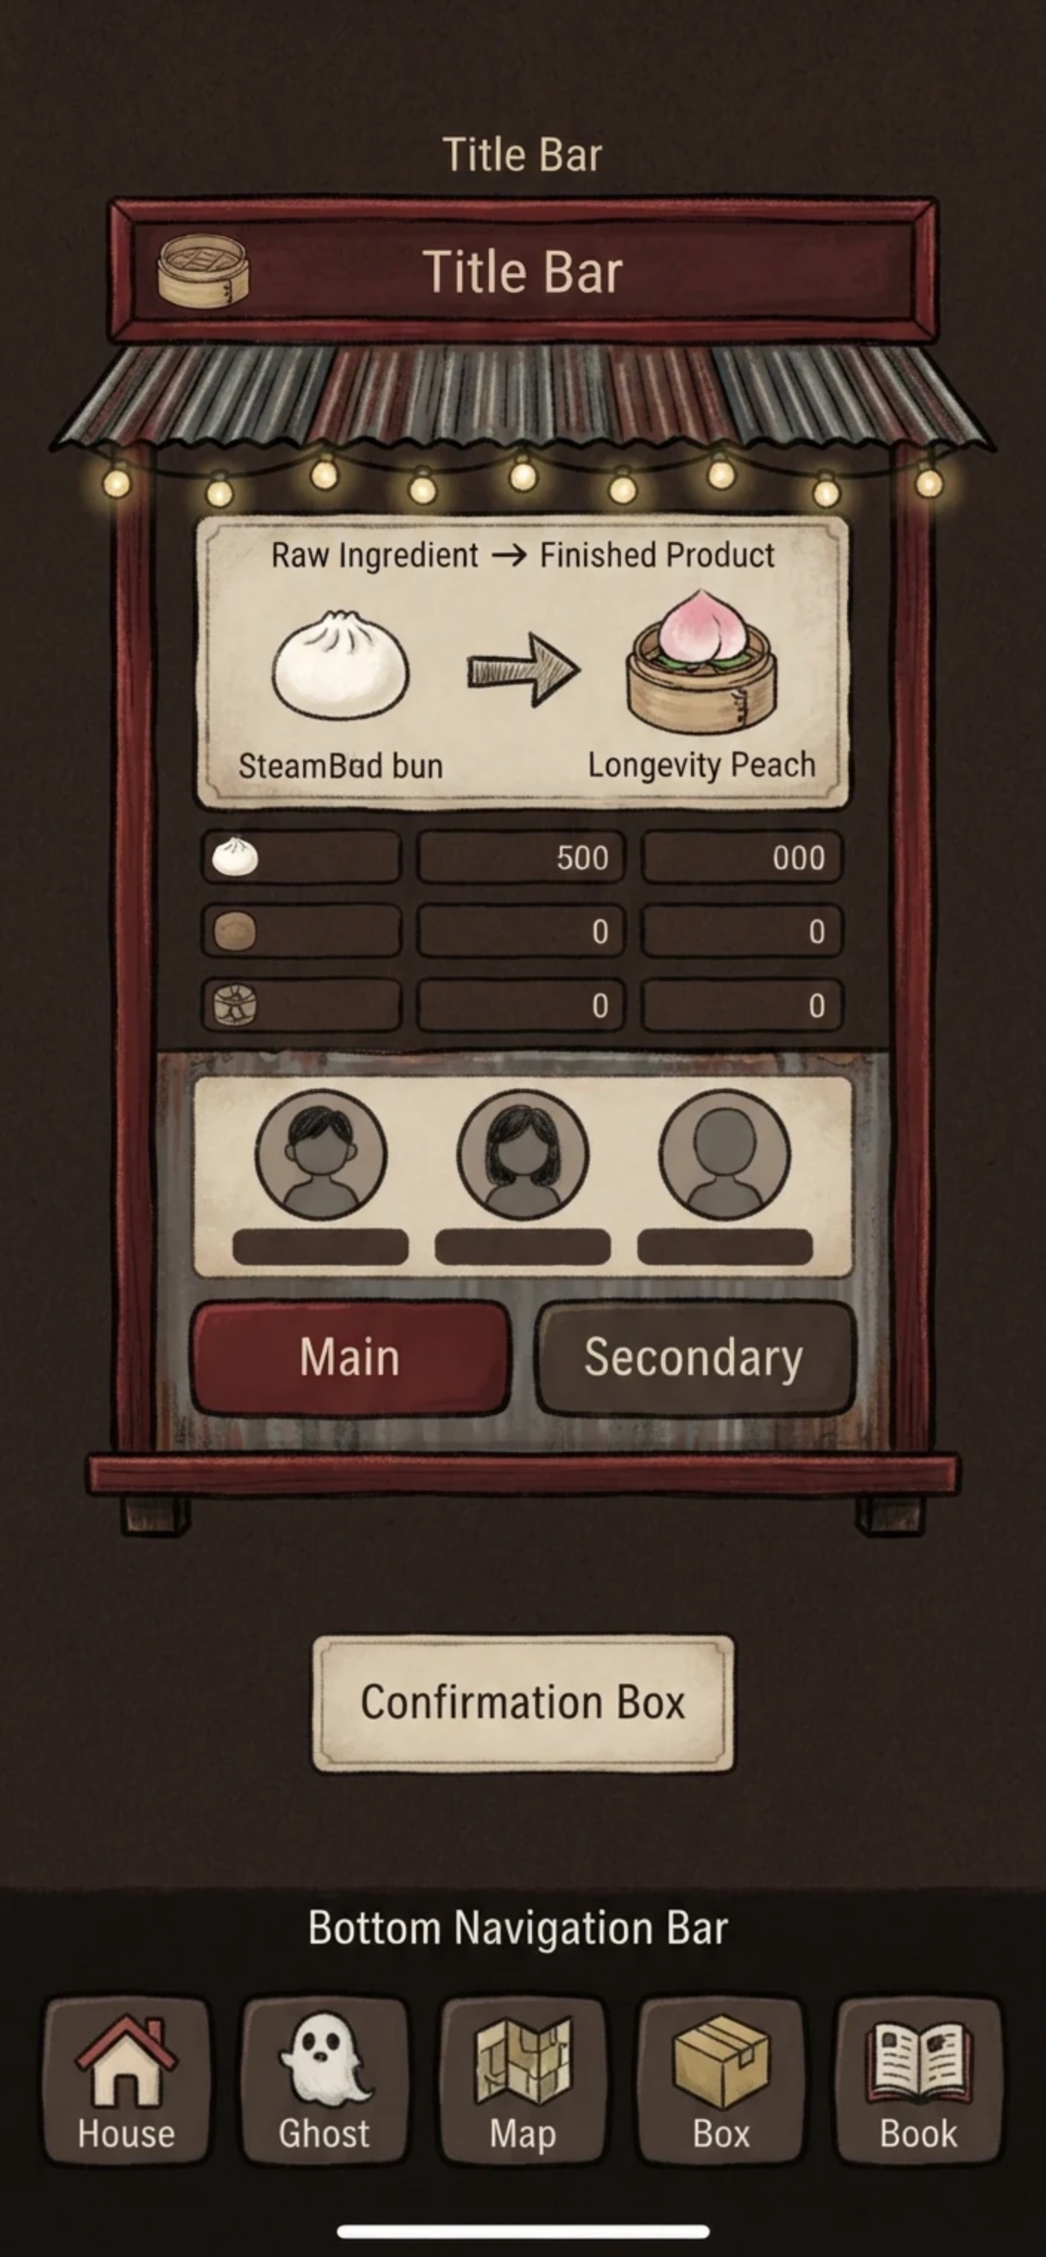 Title Bar
Title Bar
Raw Ingredient → Finished Product
SteamBad bun
Longevity Peach
500
000
0
0
0
0
Main
Secondary
Confirmation Box
Bottom Navigation Bar
House
Ghost
Map
Box
Book